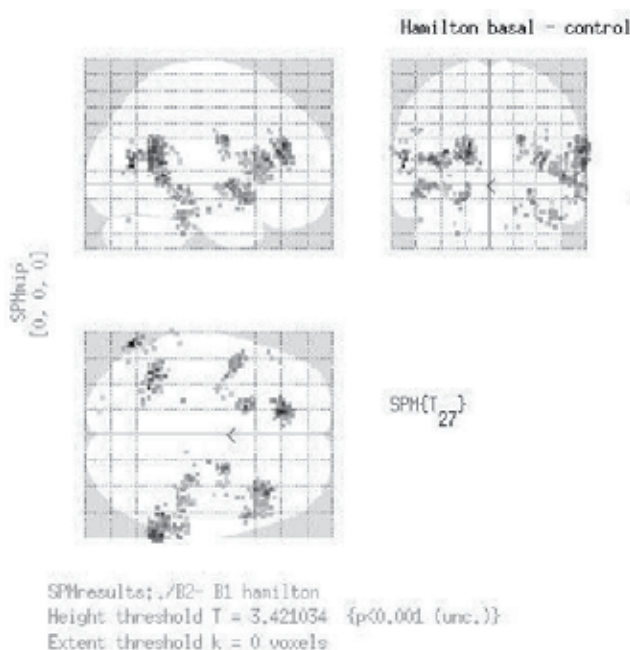 Hamilton basal - control
SPMmip
[0, 0, 0]
SPM{T27}
SPMresults:./B2- B1 hamilton
Height threshold T = 3.421034 {p<0.001 (unc.)}
Extent threshold k = 0 voxels